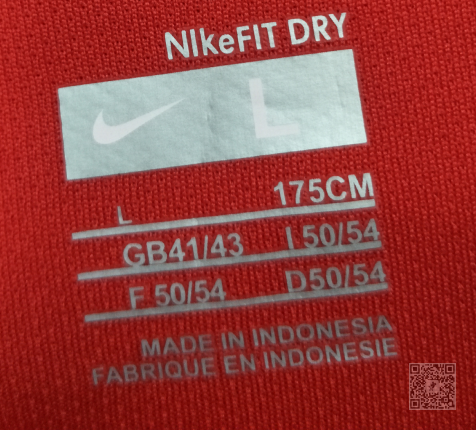 NIkeFIT DRY
L
L 175CM
GB41/43 I 50/54
F 50/54 D50/54
MADE IN INDONESIA
FABRIQUE EN INDONESIE